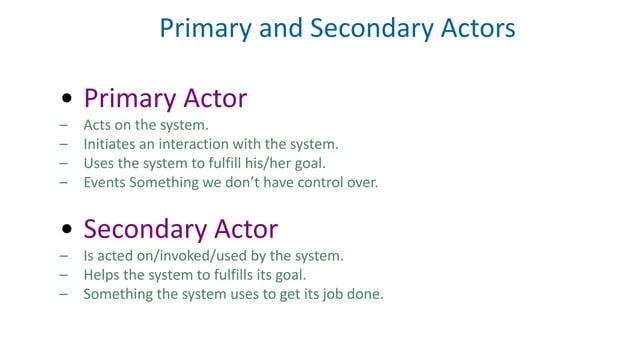 Primary and Secondary Actors
• Primary Actor
– Acts on the system.
– Initiates an interaction with the system.
– Uses the system to fulfill his/her goal.
– Events Something we don’t have control over.
• Secondary Actor
– Is acted on/invoked/used by the system.
– Helps the system to fulfills its goal.
– Something the system uses to get its job done.